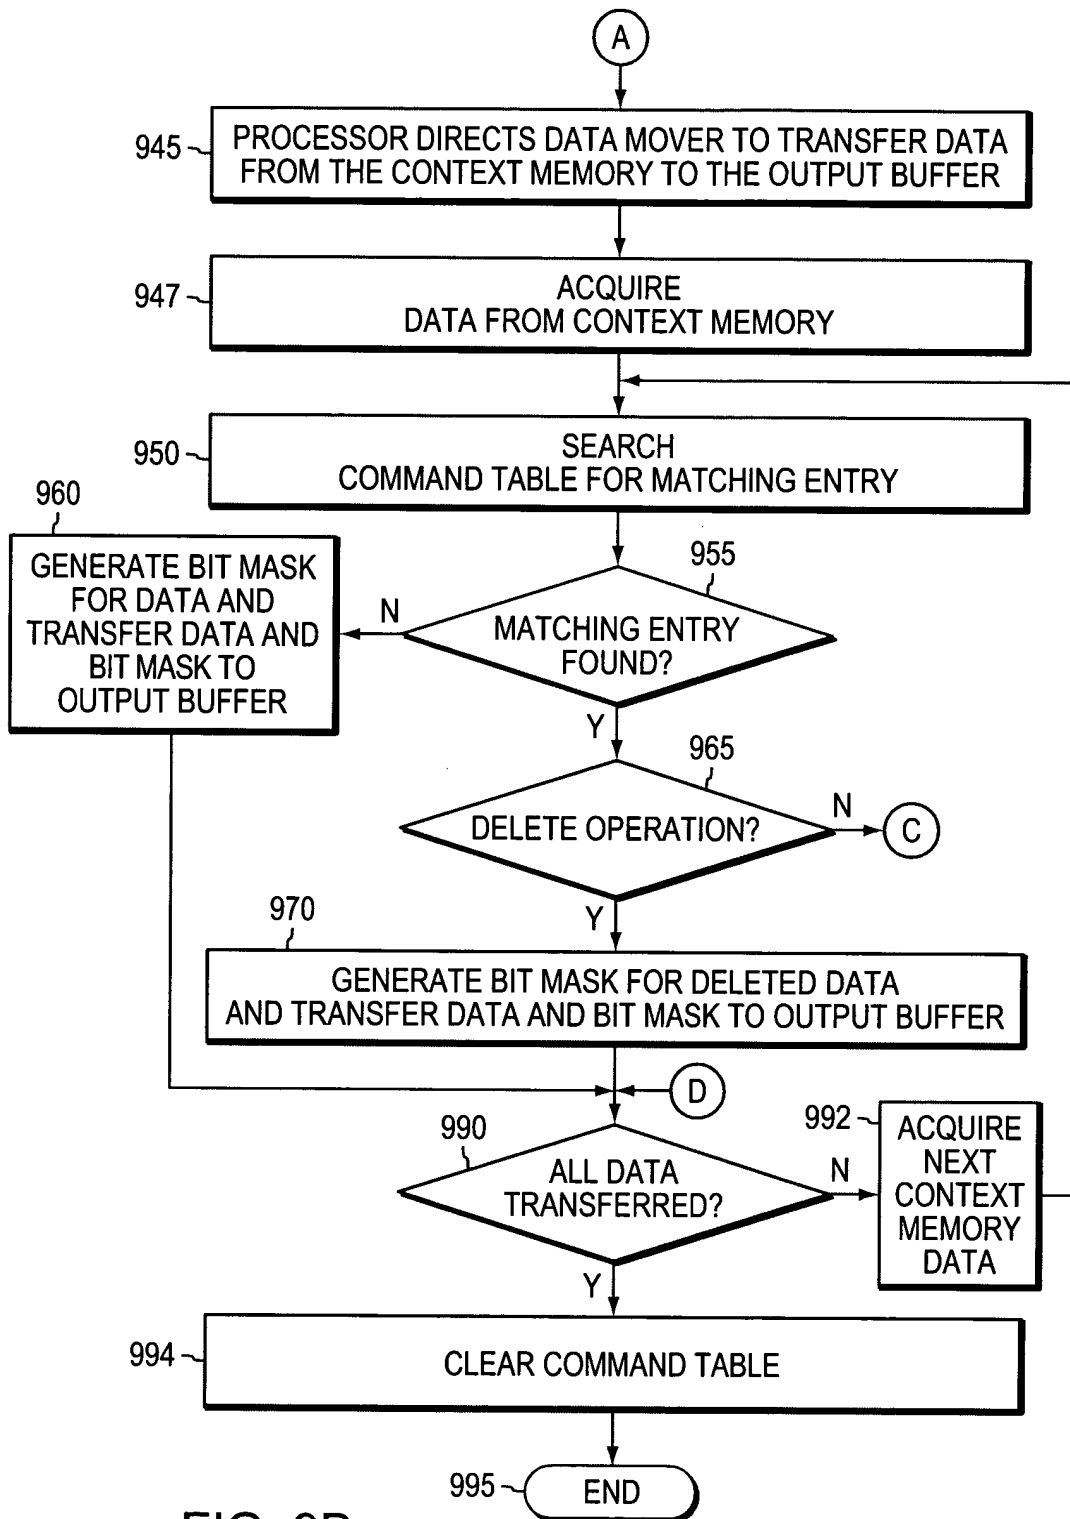 A
945
PROCESSOR DIRECTS DATA MOVER TO TRANSFER DATA
FROM THE CONTEXT MEMORY TO THE OUTPUT BUFFER
947
ACQUIRE
DATA FROM CONTEXT MEMORY
950
SEARCH
COMMAND TABLE FOR MATCHING ENTRY
960
GENERATE BIT MASK
FOR DATA AND
TRANSFER DATA AND
BIT MASK TO
OUTPUT BUFFER
N
955
MATCHING ENTRY
FOUND?
Y
965
DELETE OPERATION?
N
C
Y
970
GENERATE BIT MASK FOR DELETED DATA
AND TRANSFER DATA AND BIT MASK TO OUTPUT BUFFER
D
990
ALL DATA
TRANSFERRED?
N
992
ACQUIRE
NEXT
CONTEXT
MEMORY
DATA
Y
994
CLEAR COMMAND TABLE
995
END